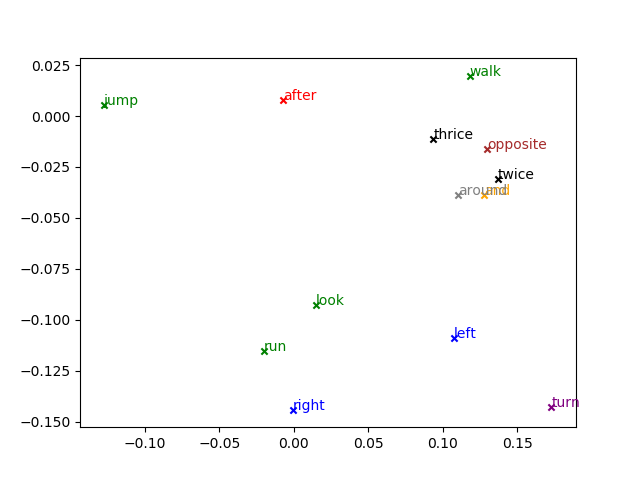 0.025
0.000
−0.025
−0.050
−0.075
−0.100
−0.125
−0.150
walk
jump
after
thrice
opposite
twice
around
and
look
left
run
right
turn
−0.10
−0.05
0.00
0.05
0.10
0.15